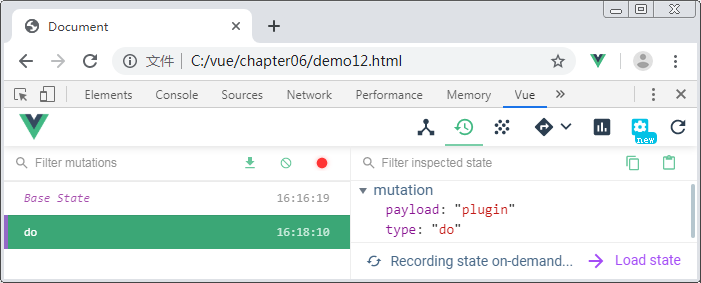 Document
文件 C:/vue/chapter06/demo12.html
Elements Console Sources Network Performance Memory Vue
new
Filter mutations
Filter inspected state
Base State 16:16:19
mutation
payload: "plugin"
do 16:18:10
type: "do"
Recording state on-demand... Load state